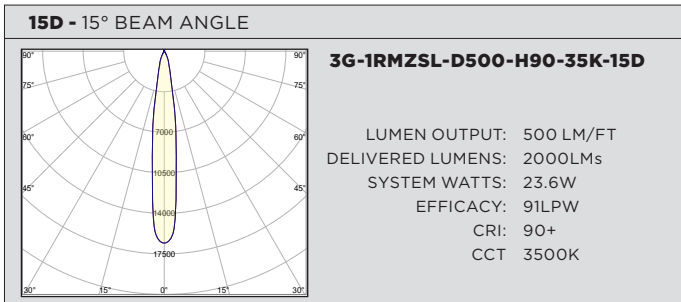 15D - 15° BEAM ANGLE
90° 90°
75° 75°
60° 60°
45° 45°
30° 15° 0° 15° 30°
7000
10500
14000
17500
3G-1RMZSL-D500-H90-35K-15D
LUMEN OUTPUT: 500 LM/FT
DELIVERED LUMENS: 2000LMs
SYSTEM WATTS: 23.6W
EFFICACY: 91LPW
CRI: 90+
CCT 3500K